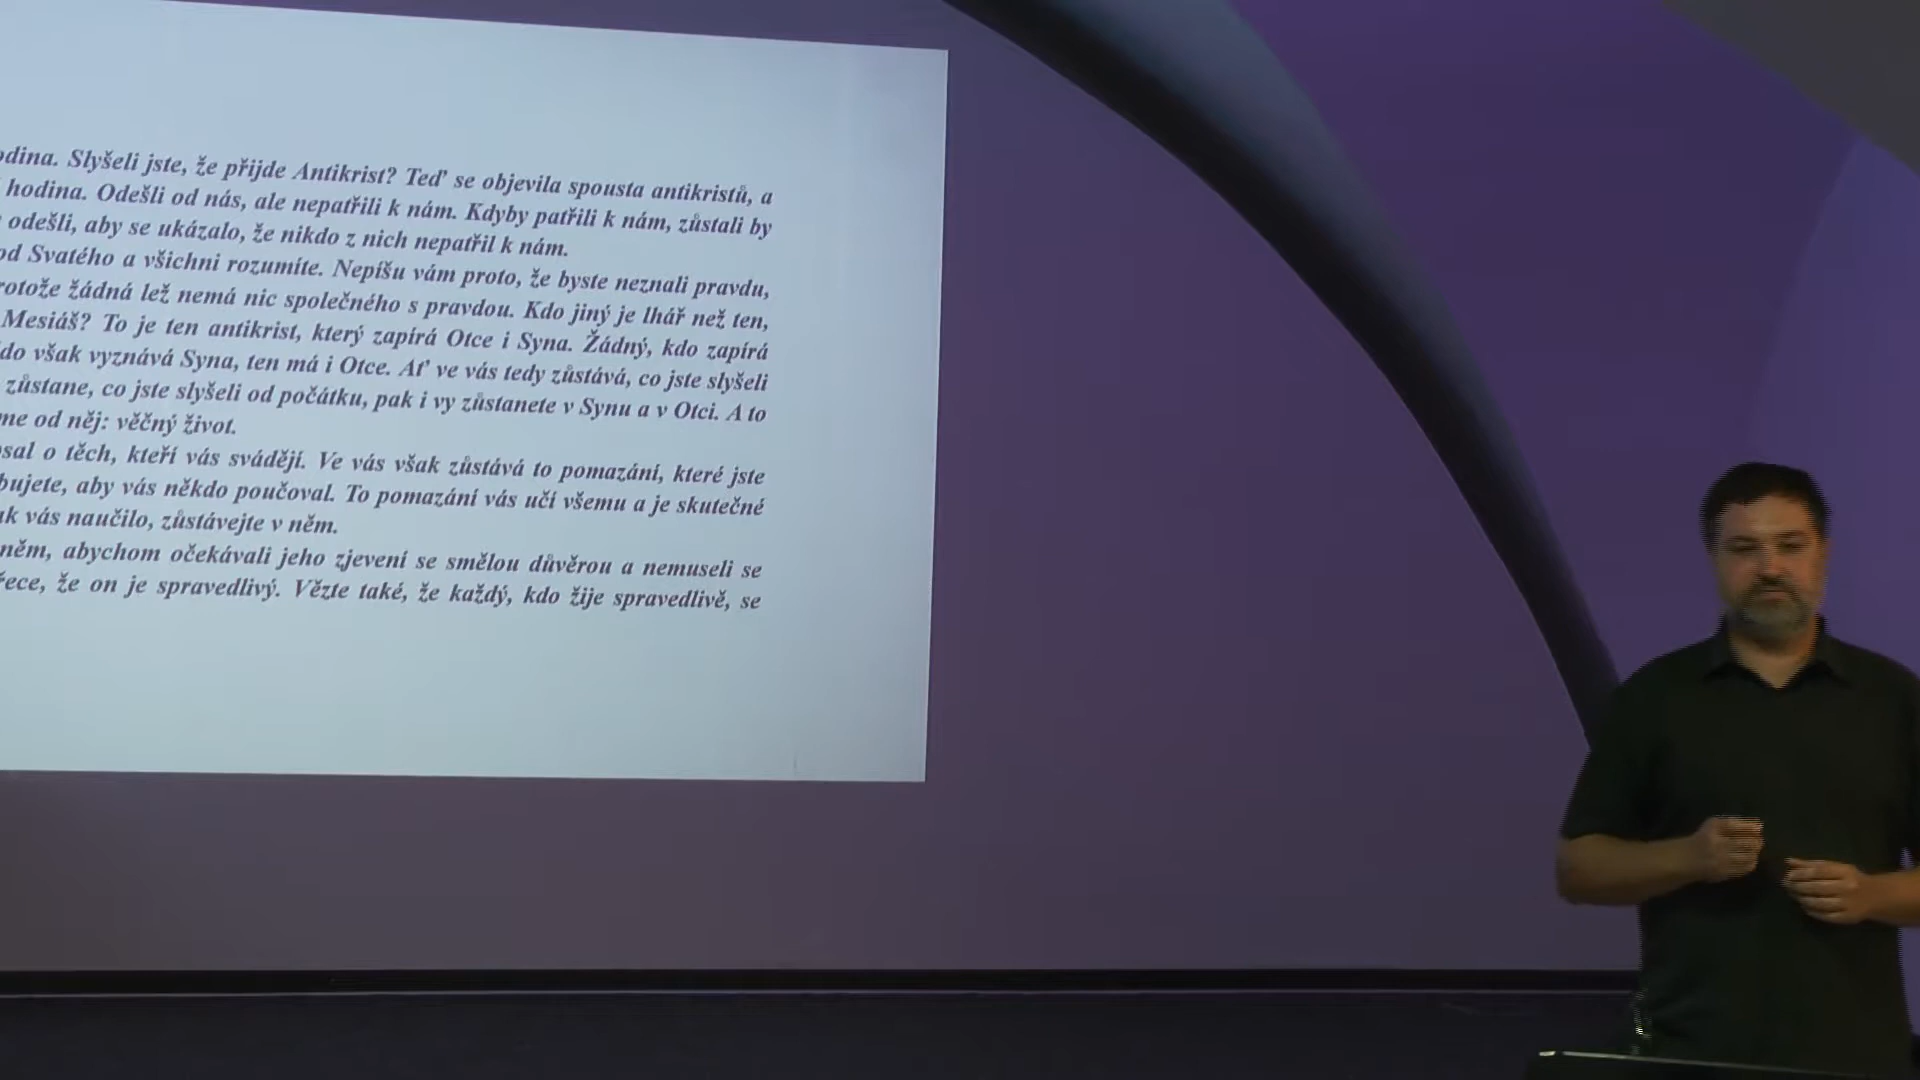 odina. Slyšeli jste, že přijde Antikrist? Teď se objevila spousta antikristů, a
hodina. Odešli od nás, ale nepatřili k nám. Kdyby patřili k nám, zůstali by
odešli, aby se ukázalo, že nikdo z nich nepatřil k nám.
od Svatého a všichni rozumíte. Nepíšu vám proto, že byste neznali pravdu,
rotože žádná lež nemá nic společného s pravdou. Kdo jiný je lhář než ten,
Mesiáš? To je ten antikrist, který zapírá Otce i Syna. Žádný, kdo zapírá
do však vyznává Syna, ten má i Otce. Ať ve vás tedy zůstává, co jste slyšeli
zůstane, co jste slyšeli od počátku, pak i vy zůstanete v Synu a v Otci. A to
me od něj: věčný život.
sal o těch, kteří vás svádějí. Ve vás však zůstává to pomazání, které jste
bujete, aby vás někdo poučoval. To pomazání vás učí všemu a je skutečné
ak vás naučilo, zůstávejte v něm.
něm, abychom očekávali jeho zjevení se smělou důvěrou a nemuseli se
řece, že on je spravedlivý. Vězte také, že každý, kdo žije spravedlivě, se